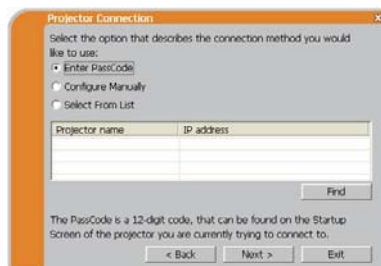 Projector Connection
x
Select the option that describes the connection method you would
like to use:
Enter PassCode
Configure Manually
Select From List
Projector name IP address
Find
The PassCode is a 12-digit code, that can be found on the Startup
Screen of the projector you are currently trying to connect to.
< Back Next > Exit